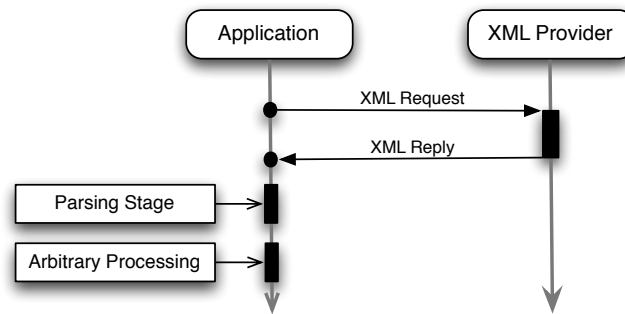 Application
XML Provider
XML Request
XML Reply
Parsing Stage
Arbitrary Processing